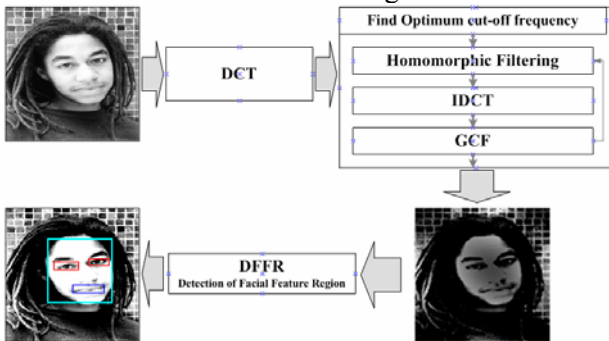 Find Optimum cut-off frequency
DCT
Homomorphic Filtering
IDCT
GCF
DFFR
Detection of Facial Feature Region